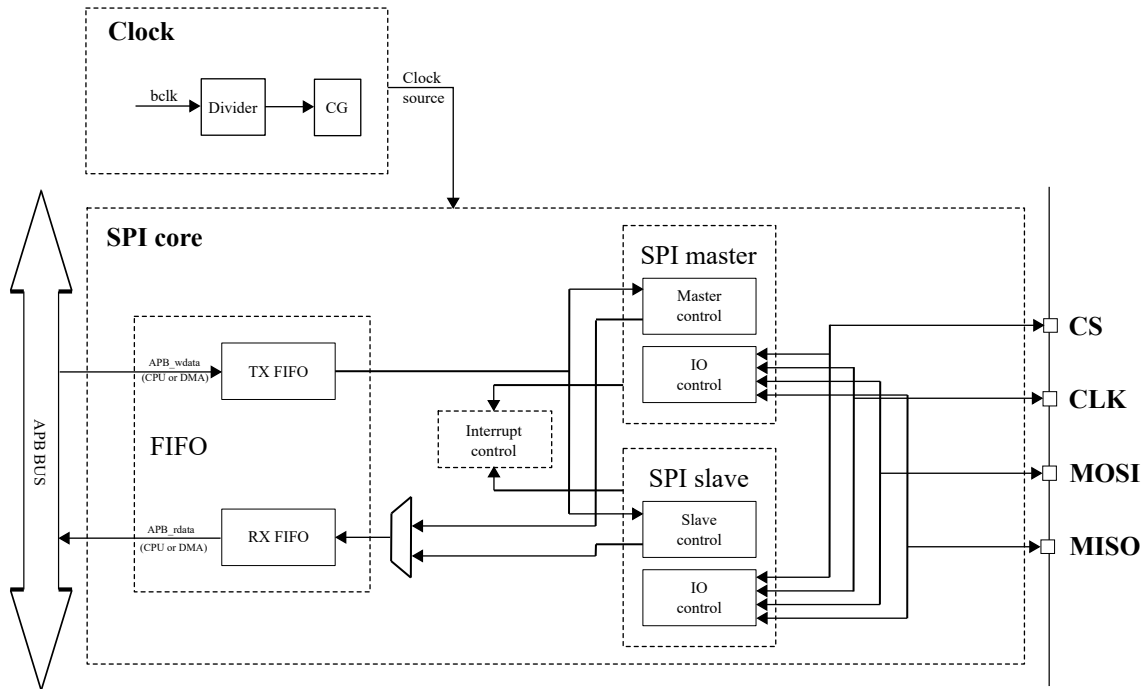 Clock
bclk
Divider
CG
Clock
source
SPI core
SPI master
Master
control
IO
control
CS
CLK
MOSI
MISO
APB BUS
APB_wdata
(CPU or DMA)
TX FIFO
FIFO
Interrupt
control
SPI slave
Slave
control
IO
control
APB_rdata
(CPU or DMA)
RX FIFO